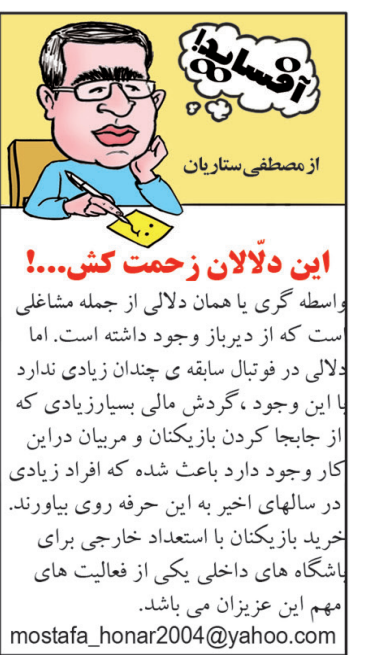 آفساید!
از مصطفی ستاریان
این دلّالان زحمت کش...!
واسطه گری یا همان دلالی از جمله مشاغلی
است که از دیرباز وجود داشته است. اما
دلالی در فوتبال سابقه ی چندان زیادی ندارد
با این وجود ،گردش مالی بسیارزیادی که
از جابجا کردن بازیکنان و مربیان دراین
کار وجود دارد باعث شده که افراد زیادی
در سالهای اخیر به این حرفه روی بیاورند.
خرید بازیکنان با استعداد خارجی برای
باشگاه های داخلی یکی از فعالیت های
مهم این عزیزان می باشد.
mostafa_honar2004@yahoo.com